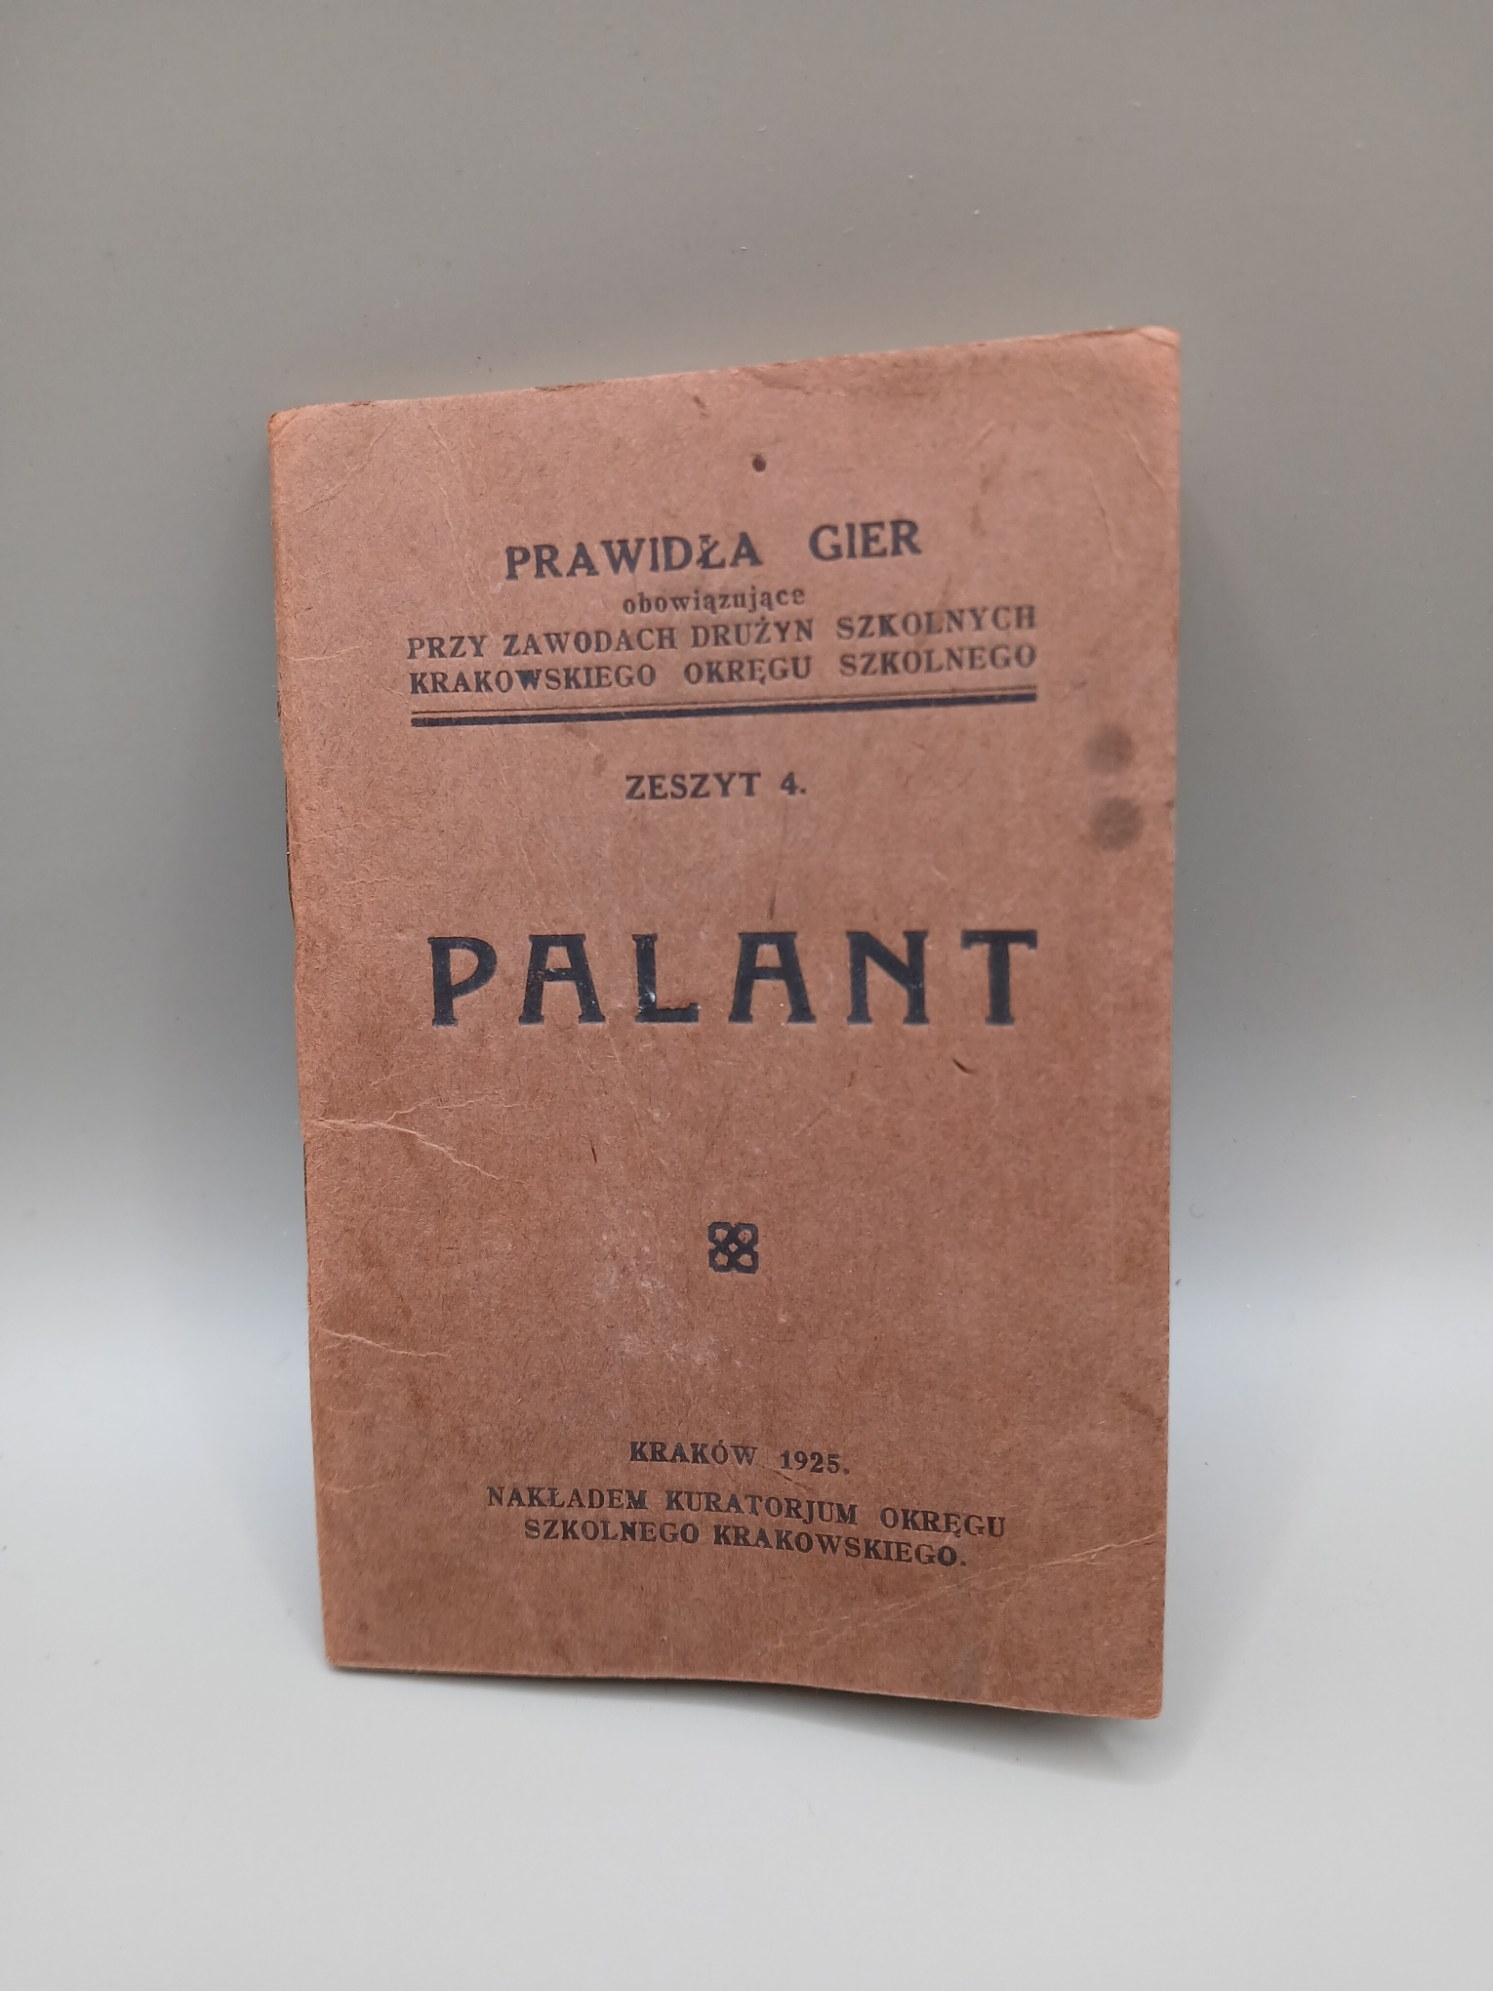 PRAWIDŁA GIER
obowiązujące
PRZY ZAWODACH DRUŻYN SZKOLNYCH
KRAKOWSKIEGO OKRĘGU SZKOLNEGO
ZESZYT 4.
PALANT
KRAKÓW 1925.
NAKŁADEM KURATORJUM OKRĘGU
SZKOLNEGO KRAKOWSKIEGO.